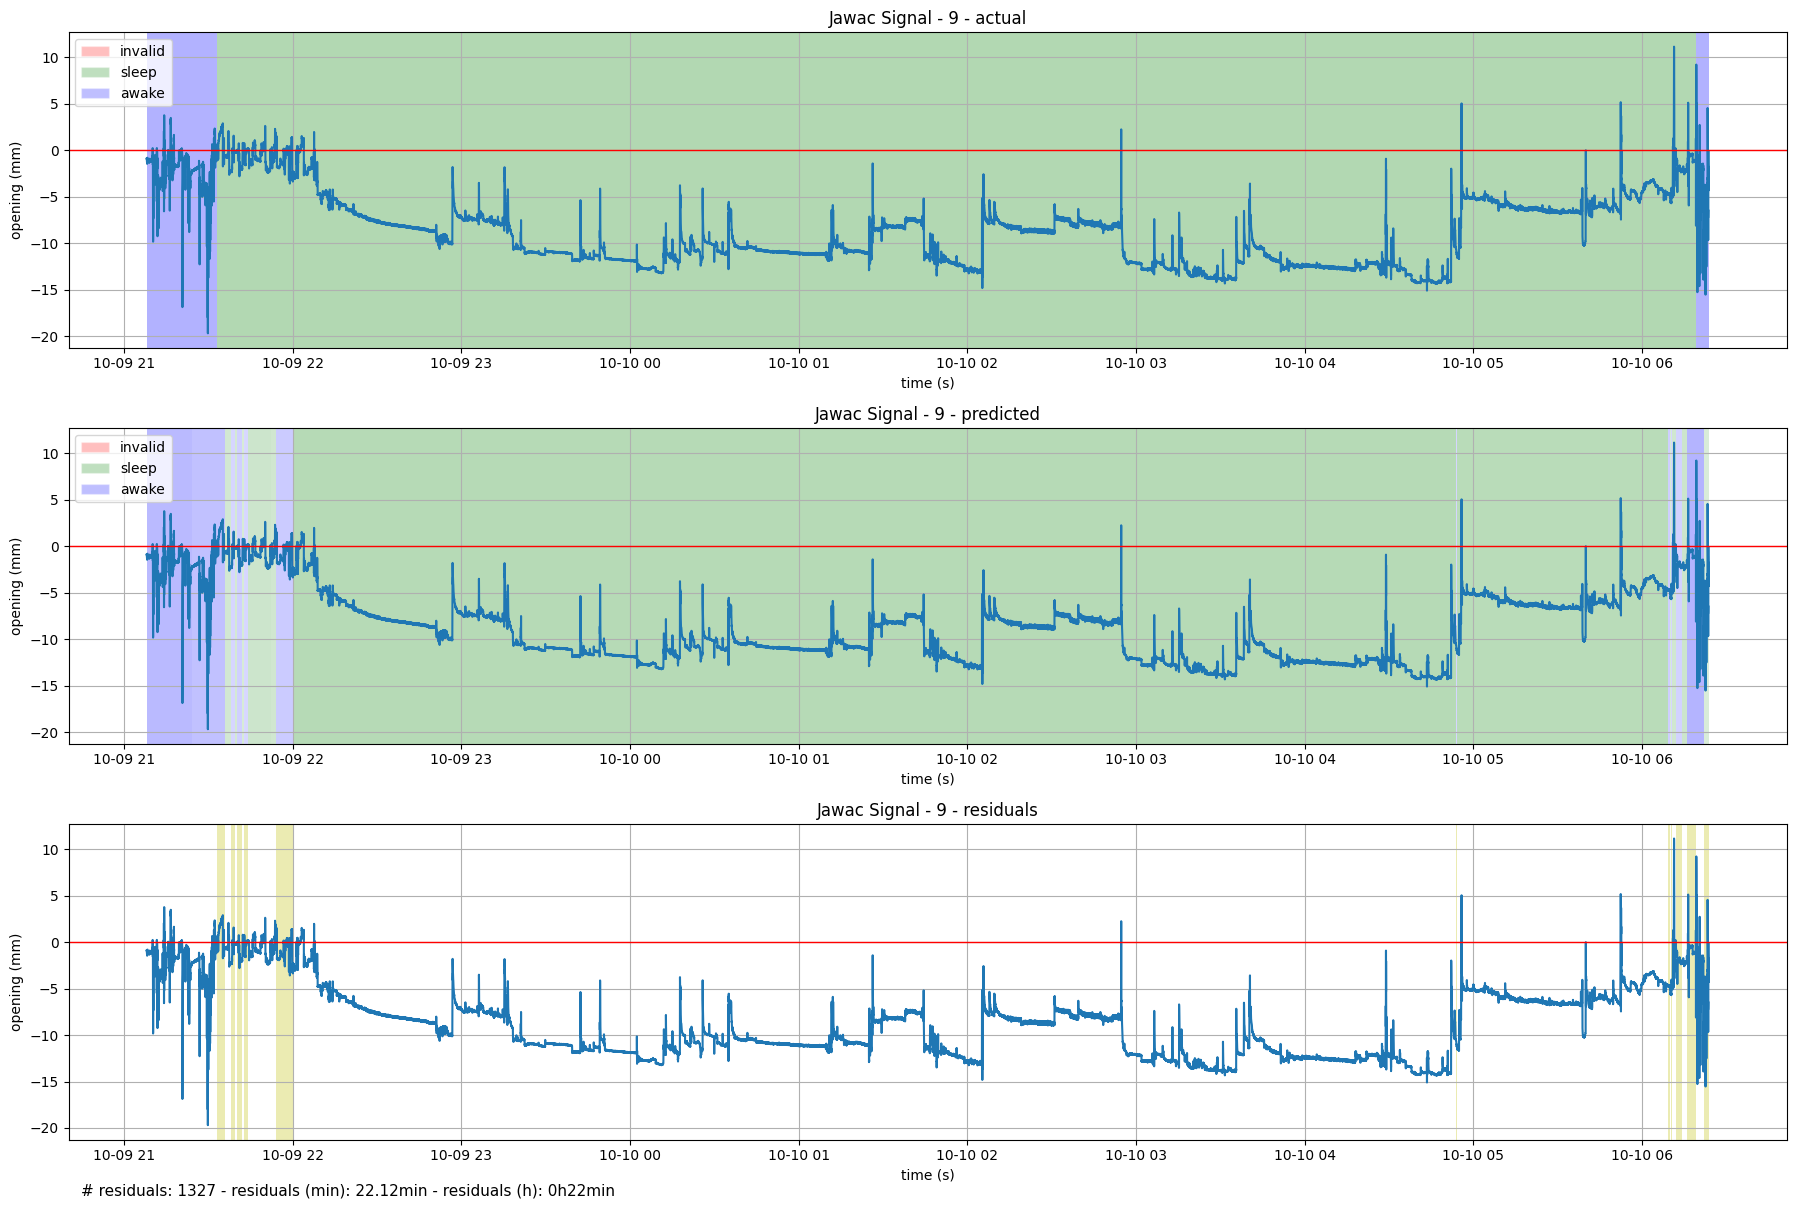 Jawac Signal - 9 - actual
invalid
sleep
awake
opening (mm)
10
5
0
−5
−10
−15
−20
10-09 21 10-09 22 10-09 23 10-10 00 10-10 01 10-10 02 10-10 03 10-10 04 10-10 05 10-10 06
time (s)
Jawac Signal - 9 - predicted
invalid
sleep
awake
opening (mm)
10
5
0
−5
−10
−15
−20
10-09 21 10-09 22 10-09 23 10-10 00 10-10 01 10-10 02 10-10 03 10-10 04 10-10 05 10-10 06
time (s)
Jawac Signal - 9 - residuals
opening (mm)
10
5
0
−5
−10
−15
−20
10-09 21 10-09 22 10-09 23 10-10 00 10-10 01 10-10 02 10-10 03 10-10 04 10-10 05 10-10 06
time (s)
# residuals: 1327 - residuals (min): 22.12min - residuals (h): 0h22min